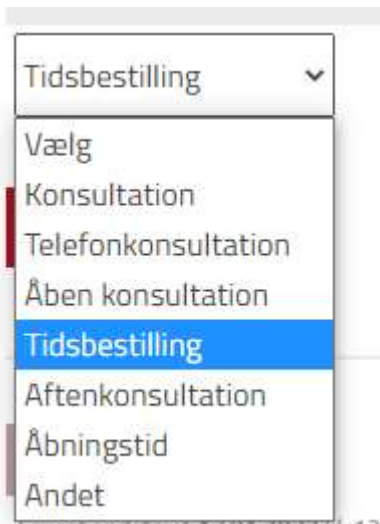 Tidsbestilling
Vælg
Konsultation
Telefonkonsultation
Åben konsultation
Tidsbestilling
Aftenkonsultation
Åbningstid
Andet